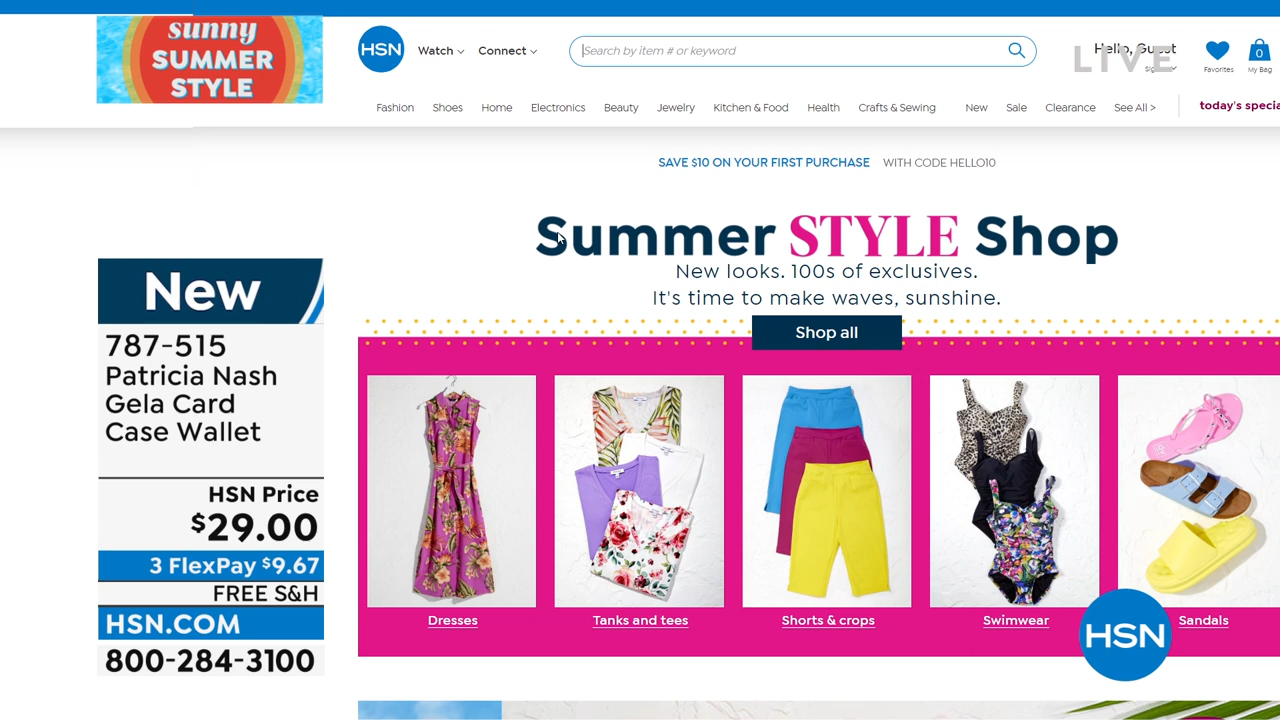 sunny
SUMMER
STYLE
HSN
Watch
Connect
Search by item # or keyword
Hello, Guest
LIVE
Favorites
0
My Bag
Fashion
Shoes
Home
Electronics
Beauty
Jewelry
Kitchen & Food
Health
Crafts & Sewing
New
Sale
Clearance
See All >
today's specia
SAVE $10 ON YOUR FIRST PURCHASE WITH CODE HELLO10
Summer STYLE Shop
New looks. 100s of exclusives.
It's time to make waves, sunshine.
Shop all
New
787-515
Patricia Nash
Gela Card
Case Wallet
HSN Price
$29.00
3 FlexPay $9.67
FREE S&H
HSN.COM
800-284-3100
Dresses
Tanks and tees
Shorts & crops
Swimwear
Sandals
HSN